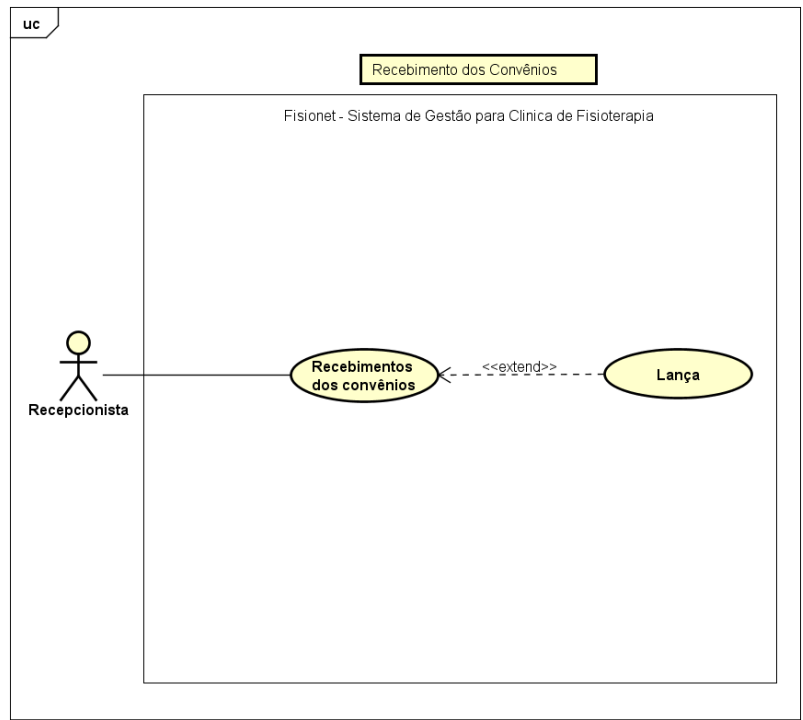 uc
Recebimento dos Convênios
Fisionet - Sistema de Gestão para Clinica de Fisioterapia
Recepcionista
Recebimentos
dos convênios
<<extend>>
Lança